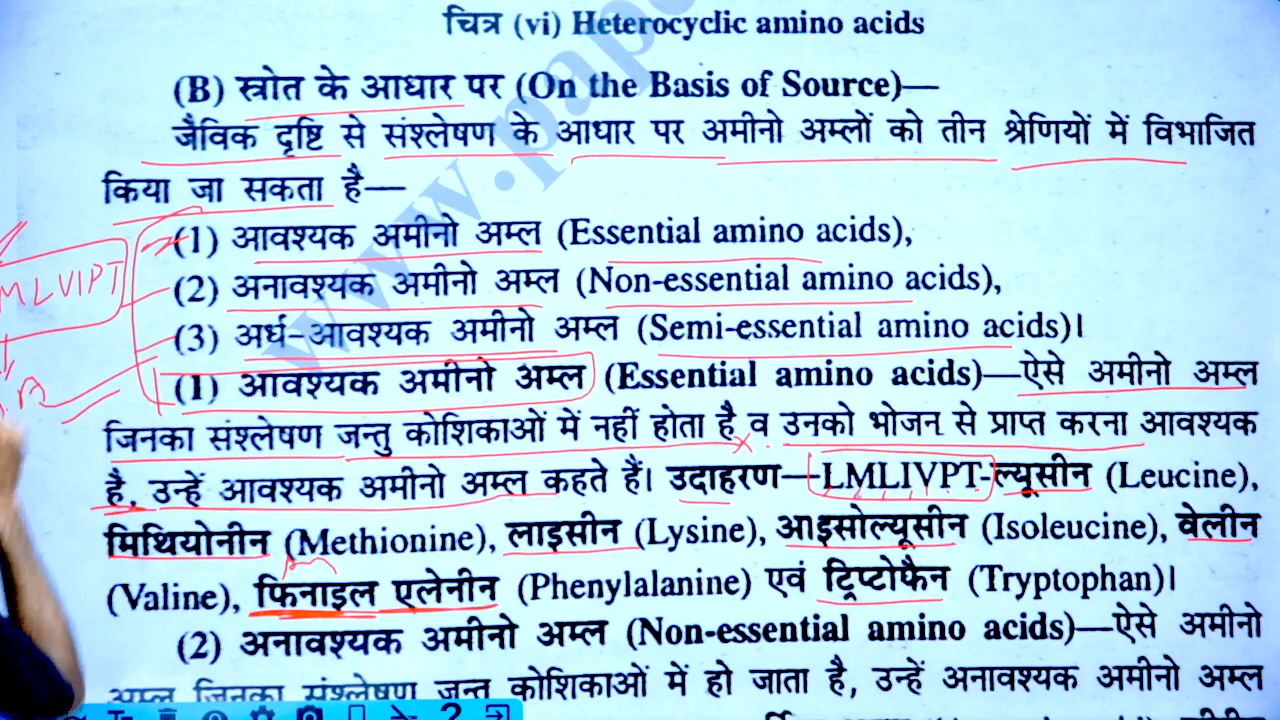 चित्र (vi) Heterocyclic amino acids
(B) स्त्रोत के आधार पर (On the Basis of Source)—
जैविक दृष्टि से संश्लेषण के आधार पर अमीनो अम्लों को तीन श्रेणियों में विभाजित
किया जा सकता है—
(1) आवश्यक अमीनो अम्ल (Essential amino acids),
(2) अनावश्यक अमीनो अम्ल (Non-essential amino acids),
MLVIPT
(3) अर्ध-आवश्यक अमीनो अम्ल (Semi-essential amino acids)।
(1) आवश्यक अमीनो अम्ल (Essential amino acids)—ऐसे अमीनो अम्ल
जिनका संश्लेषण जन्तु कोशिकाओं में नहीं होता है व उनको भोजन से प्राप्त करना आवश्यक
है, उन्हें आवश्यक अमीनो अम्ल कहते हैं। उदाहरण—LMLIVPT-ल्यूसीन (Leucine),
मिथियोनीन (Methionine), लाइसीन (Lysine), आइसोल्यूसीन (Isoleucine), वेलीन
(Valine), फिनाइल एलेनीन (Phenylalanine) एवं ट्रिप्टोफैन (Tryptophan)।
(2) अनावश्यक अमीनो अम्ल (Non-essential amino acids)—ऐसे अमीनो
अम्ल जिनका संश्लेषण जन्तु कोशिकाओं में हो जाता है, उन्हें अनावश्यक अमीनो अम्ल